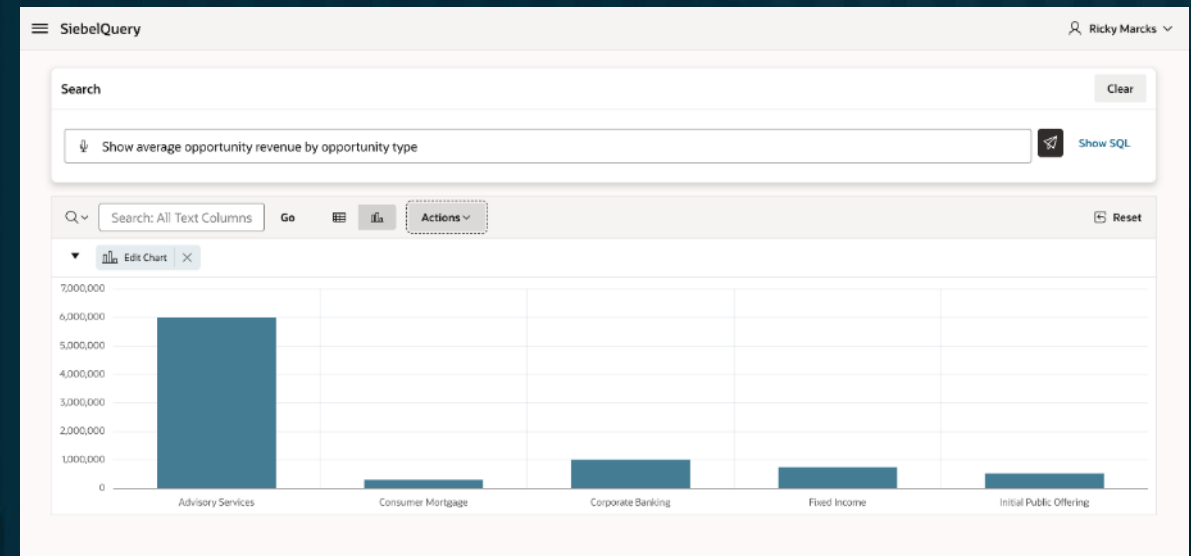 SiebelQuery
Ricky Marcks
Search
Clear
Show average opportunity revenue by opportunity type
Show SQL
Search: All Text Columns
Go
Actions
Reset
Edit Chart
7,000,000
6,000,000
5,000,000
4,000,000
3,000,000
2,000,000
1,000,000
0
Advisory Services
Consumer Mortgage
Corporate Banking
Fixed Income
Initial Public Offering